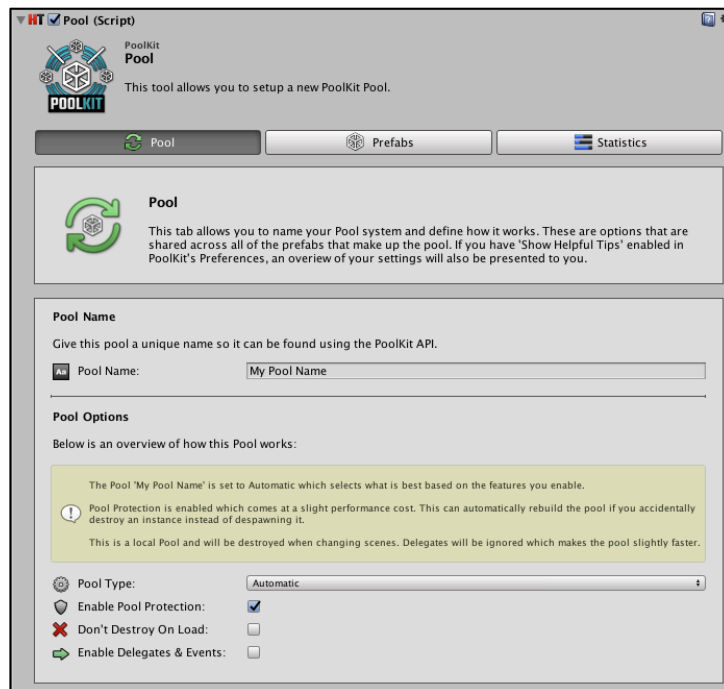 HT Pool (Script)
PoolKit
Pool
This tool allows you to setup a new PoolKit Pool.
POOLKIT
Pool
Prefabs
Statistics
Pool
This tab allows you to name your Pool system and define how it works. These are options that are
shared across all of the prefabs that make up the pool. If you have 'Show Helpful Tips' enabled in
PoolKit's Preferences, an overiew of your settings will also be presented to you.
Pool Name
Give this pool a unique name so it can be found using the PoolKit API.
Aa Pool Name: My Pool Name
Pool Options
Below is an overview of how this Pool works:
The Pool 'My Pool Name' is set to Automatic which selects what is best based on the features you enable.
Pool Protection is enabled which comes at a slight performance cost. This can automatically rebuild the pool if you accidentally
destroy an instance instead of despawning it.
This is a local Pool and will be destroyed when changing scenes. Delegates will be ignored which makes the pool slightly faster.
Pool Type: Automatic
Enable Pool Protection:
Don't Destroy On Load:
Enable Delegates & Events: